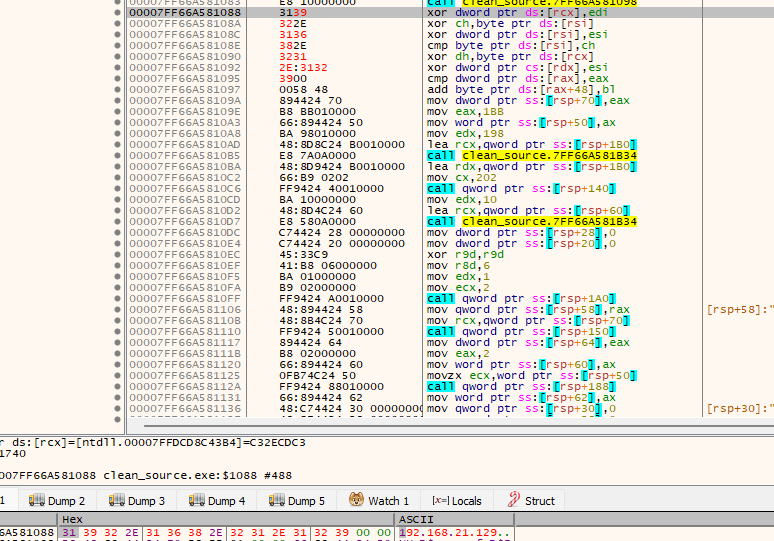 00007FF66A581083 E8 10000000 call clean_source.7FF66A581098
00007FF66A581088 3139 xor dword ptr ds:[rcx],edi
00007FF66A58108A 322E xor ch,byte ptr ds:[rsi]
00007FF66A58108C 3136 xor dword ptr ds:[rsi],esi
00007FF66A58108E 382E cmp byte ptr ds:[rsi],ch
00007FF66A581090 3231 xor dh,byte ptr ds:[rcx]
00007FF66A581092 2E:3132 xor dword ptr cs:[rdx],esi
00007FF66A581095 3900 cmp dword ptr ds:[rax],eax
00007FF66A581097 0058 48 add byte ptr ds:[rax+48],bl
00007FF66A58109A 894424 70 mov dword ptr ss:[rsp+70],eax
00007FF66A58109E B8 BB010000 mov eax,1BB
00007FF66A5810A3 66:894424 50 mov word ptr ss:[rsp+50],ax
00007FF66A5810A8 BA 98010000 mov edx,198
00007FF66A5810AD 48:8D8C24 B0010000 lea rcx,qword ptr ss:[rsp+1B0]
00007FF66A5810B5 E8 7A0A0000 call clean_source.7FF66A581B34
00007FF66A5810BA 48:8D9424 B0010000 lea rdx,qword ptr ss:[rsp+1B0]
00007FF66A5810C2 66:B9 0202 mov cx,202
00007FF66A5810C6 FF9424 40010000 call qword ptr ss:[rsp+140]
00007FF66A5810CD BA 10000000 mov edx,10
00007FF66A5810D2 48:8D4C24 60 lea rcx,qword ptr ss:[rsp+60]
00007FF66A5810D7 E8 580A0000 call clean_source.7FF66A581B34
00007FF66A5810DC C74424 28 00000000 mov dword ptr ss:[rsp+28],0
00007FF66A5810E4 C74424 20 00000000 mov dword ptr ss:[rsp+20],0
00007FF66A5810EC 45:33C9 xor r9d,r9d
00007FF66A5810EF 41:B8 06000000 mov r8d,6
00007FF66A5810F5 BA 01000000 mov edx,1
00007FF66A5810FA B9 02000000 mov ecx,2
00007FF66A5810FF FF9424 A0010000 call qword ptr ss:[rsp+1A0]
00007FF66A581106 48:894424 58 mov qword ptr ss:[rsp+58],rax [rsp+58]:"
00007FF66A58110B 48:8B4C24 70 mov rcx,qword ptr ss:[rsp+70]
00007FF66A581110 FF9424 50010000 call qword ptr ss:[rsp+150]
00007FF66A581117 894424 64 mov dword ptr ss:[rsp+64],eax
00007FF66A58111B B8 02000000 mov eax,2
00007FF66A581120 66:894424 60 mov word ptr ss:[rsp+60],ax
00007FF66A581125 0FB74C24 50 movzx ecx,word ptr ss:[rsp+50]
00007FF66A58112A FF9424 88010000 call qword ptr ss:[rsp+188]
00007FF66A581131 66:894424 62 mov word ptr ss:[rsp+62],ax
00007FF66A581136 48:C74424 30 0000000 mov qword ptr ss:[rsp+30],0 [rsp+30]:"
r ds:[rcx]=[ntdll.00007FFDCD8C43B4]=C32ECDC3
1740
007FF66A581088 clean_source.exe:$1088 #488
1 Dump 2 Dump 3 Dump 4 Dump 5 Watch 1 [x]= Locals Struct
Hex ASCII
6A581088 31 39 32 2E 31 36 38 2E 32 31 2E 31 32 39 00 00 192.168.21.129..